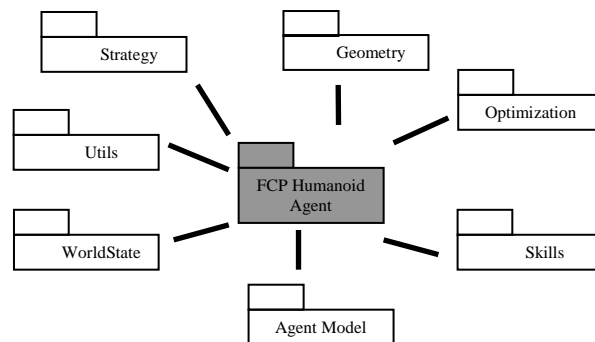 Strategy
Geometry
Optimization
Utils
FCP Humanoid
Agent
WorldState
Skills
Agent Model